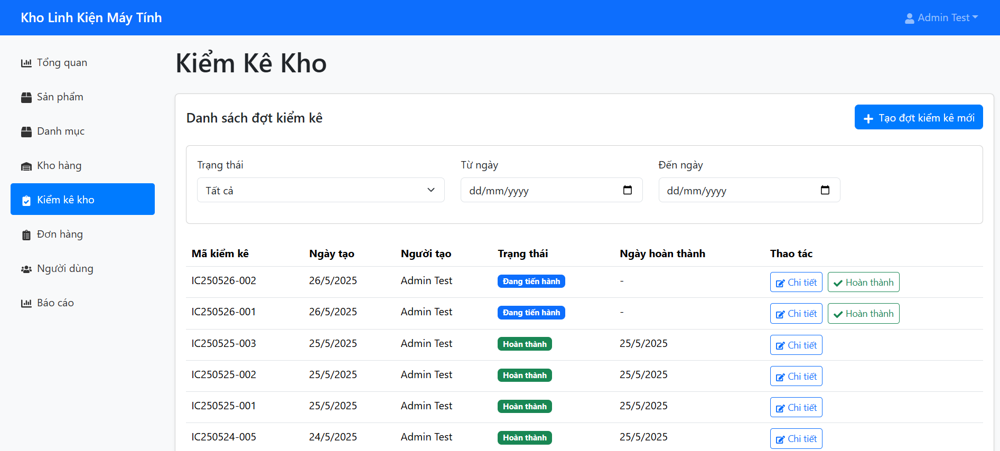 Kho Linh Kiện Máy Tính
Admin Test
Tổng quan
Sản phẩm
Danh mục
Kho hàng
Kiểm kê kho
Đơn hàng
Người dùng
Báo cáo
Kiểm Kê Kho
Danh sách đợt kiểm kê
Tạo đợt kiểm kê mới
Trạng thái Từ ngày Đến ngày
Tất cả dd/mm/yyyy dd/mm/yyyy
Mã kiểm kê Ngày tạo Người tạo Trạng thái Ngày hoàn thành Thao tác
IC250526-002 26/5/2025 Admin Test Đang tiến hành - Chi tiết Hoàn thành
IC250526-001 26/5/2025 Admin Test Đang tiến hành - Chi tiết Hoàn thành
IC250525-003 25/5/2025 Admin Test Hoàn thành 25/5/2025 Chi tiết
IC250525-002 25/5/2025 Admin Test Hoàn thành 25/5/2025 Chi tiết
IC250525-001 25/5/2025 Admin Test Hoàn thành 25/5/2025 Chi tiết
IC250524-005 24/5/2025 Admin Test Hoàn thành 25/5/2025 Chi tiết